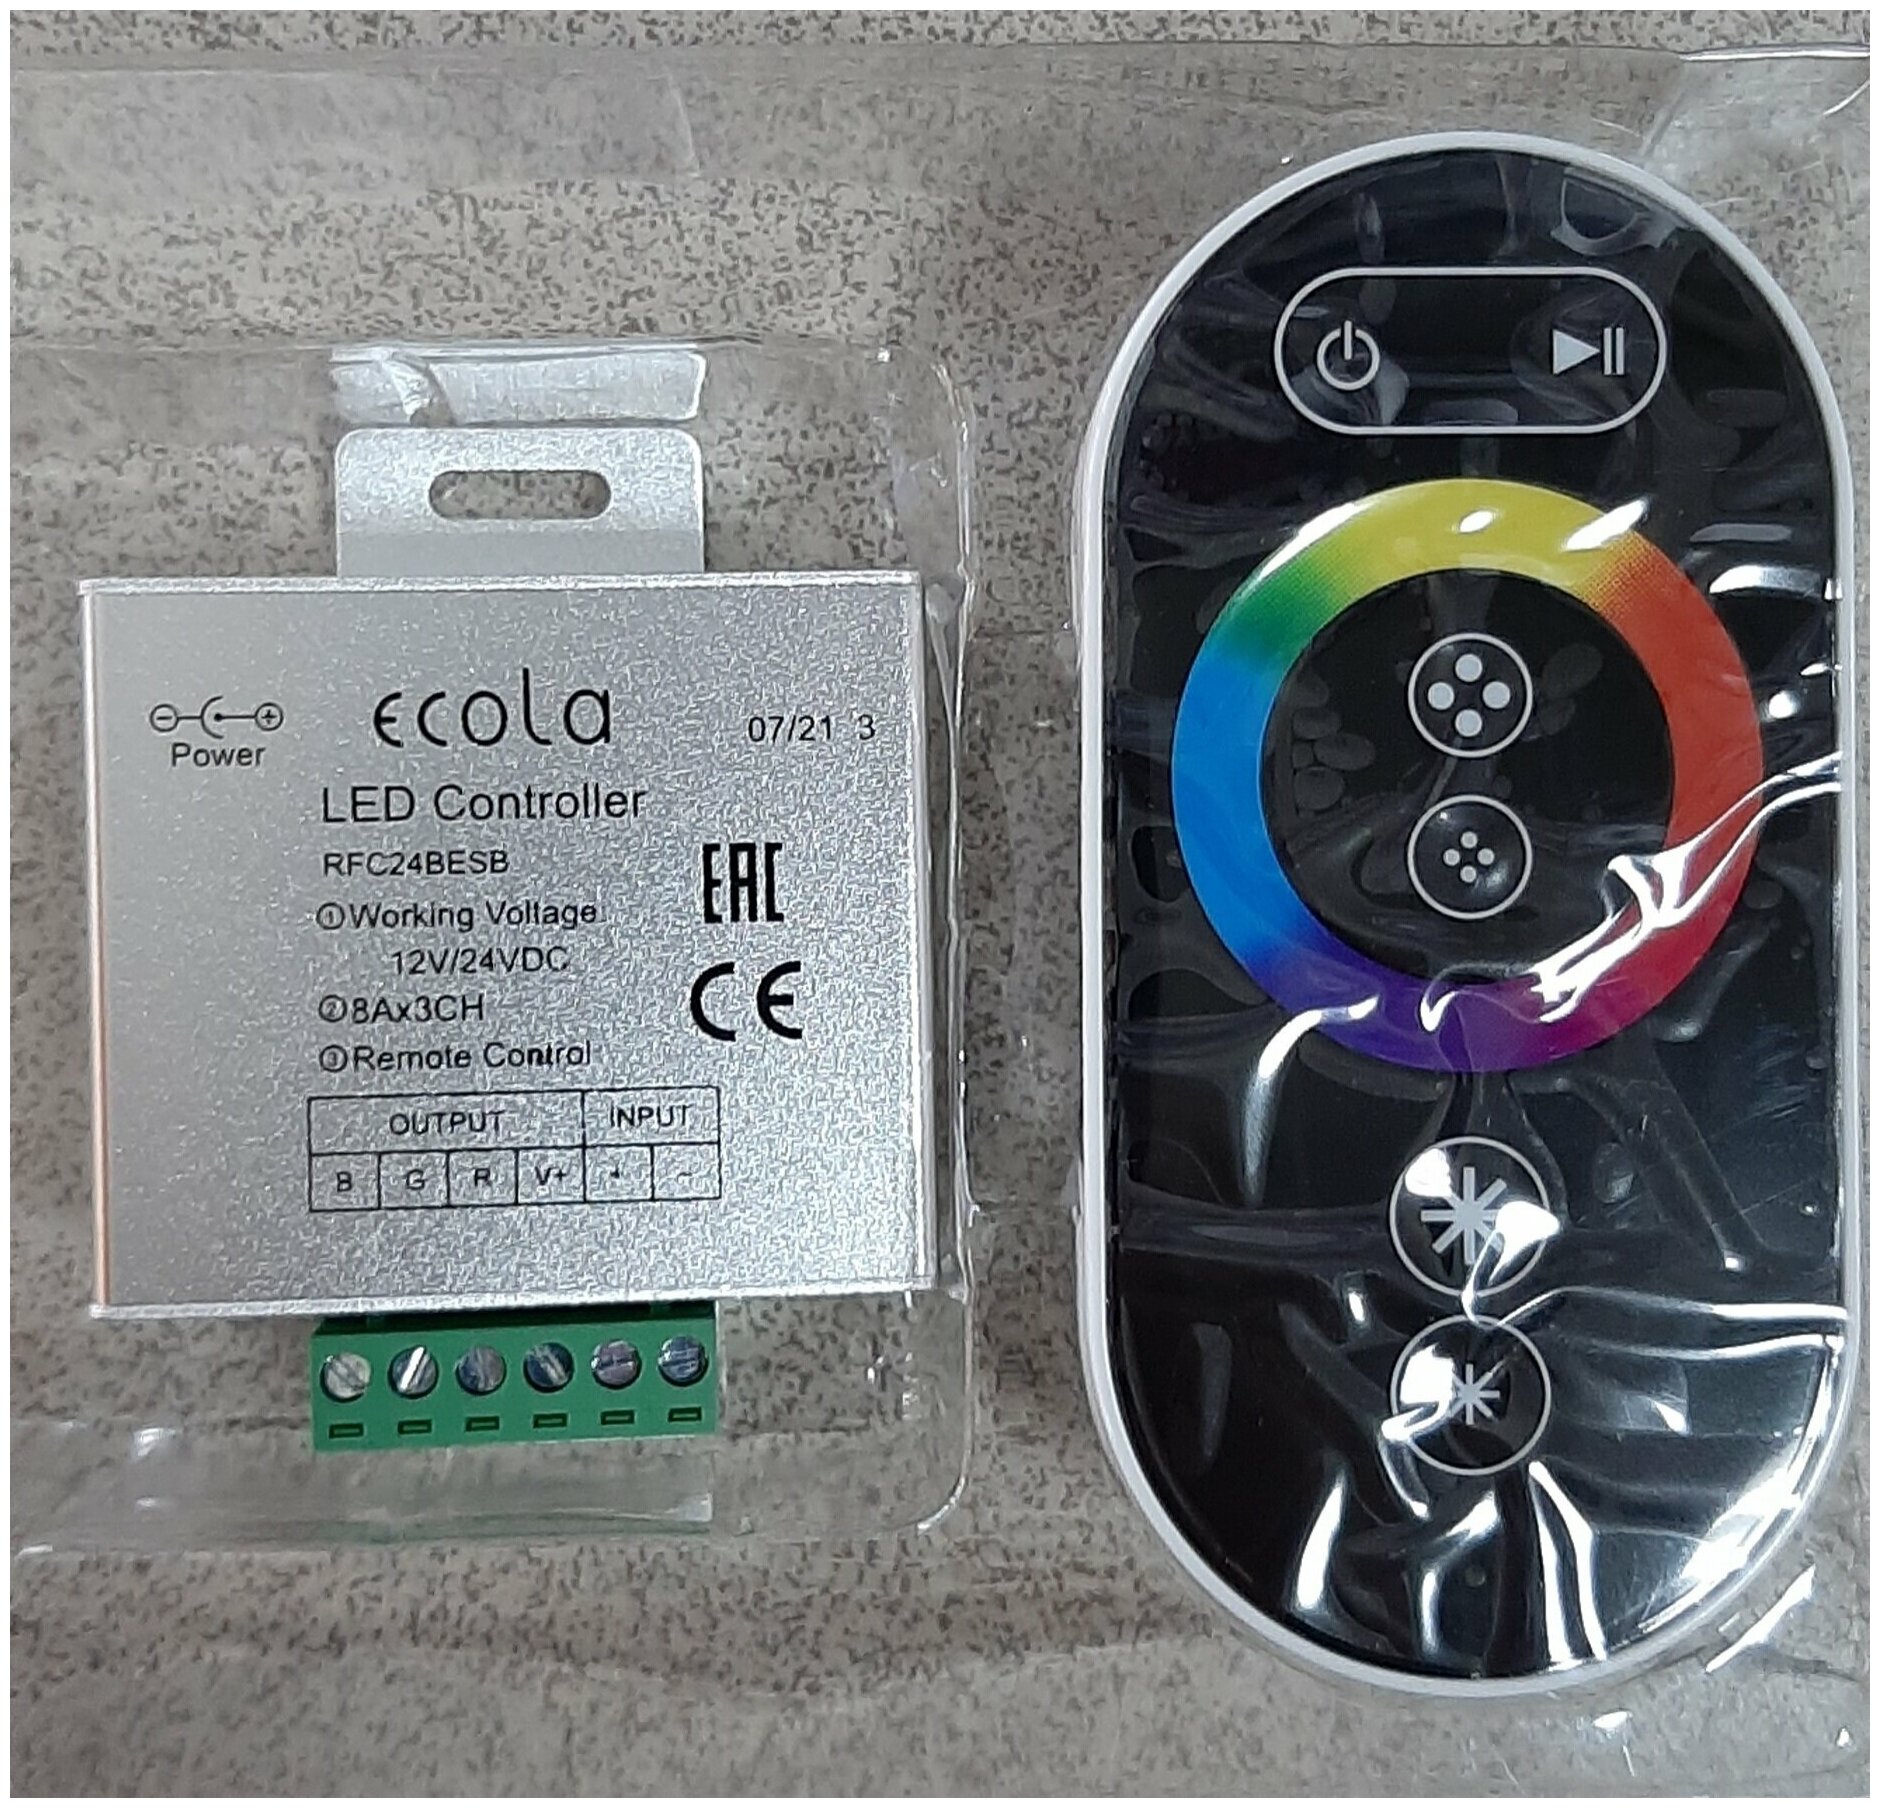 ecola
07/21 3
Power
LED Controller
RFC24BESB
EAC
①Working Voltage
12V/24VDC
CE
②8Ax3CH
③Remote Control
OUTPUT INPUT
B G R V+ + -